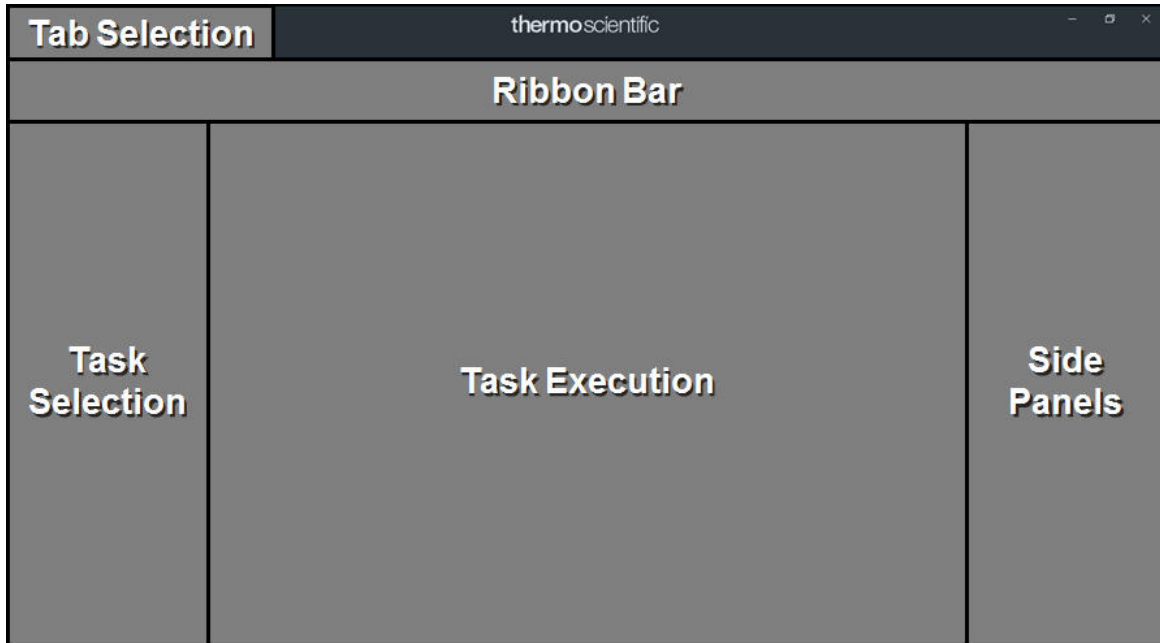 Tab Selection
thermoscientific
Ribbon Bar
Task
Selection
Task Execution
Side
Panels